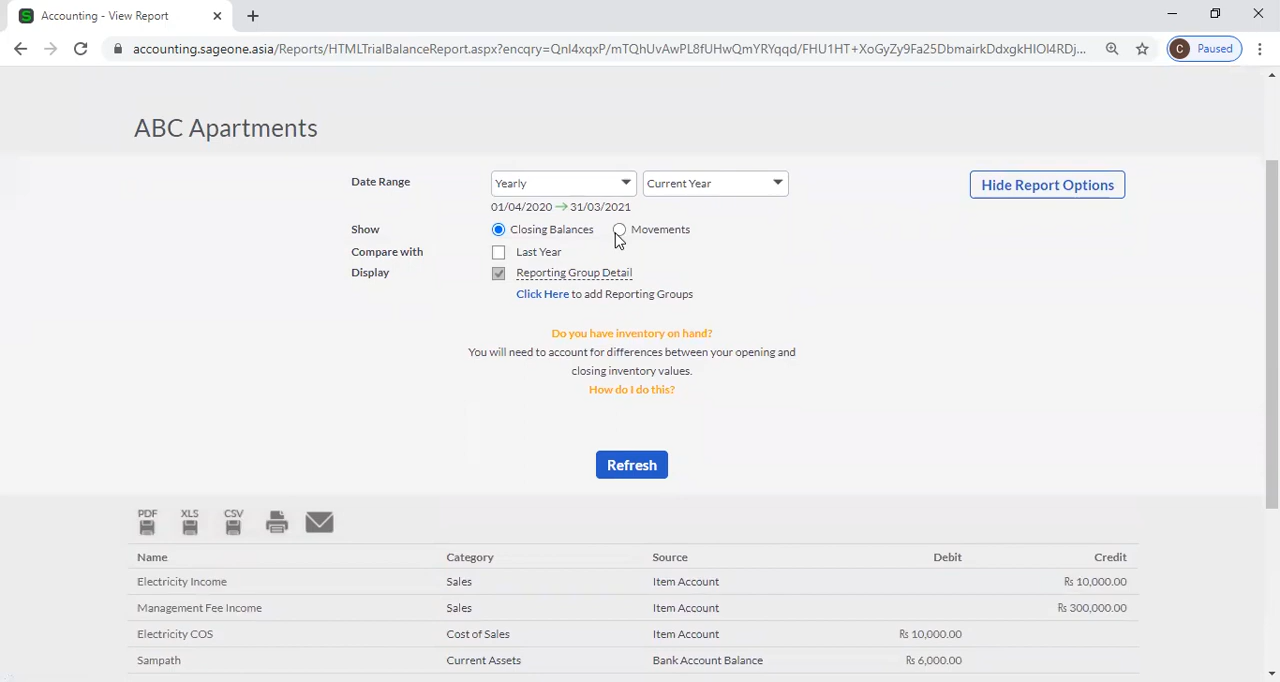 Accounting - View Report
accounting.sageone.asia/Reports/HTMLTrialBalanceReport.aspx?encqry=QnI4xqxP/mTQhUvAwPL8fUHwQmYRYqqd/FHU1HT+XoGyZy9Fa25DbmairkDdxgkHIOl4RDj...
C Paused
ABC Apartments
Date Range Yearly Current Year Hide Report Options
01/04/2020 → 31/03/2021
Show Closing Balances Movements
Compare with Last Year
Display Reporting Group Detail
Click Here to add Reporting Groups
Do you have inventory on hand?
You will need to account for differences between your opening and
closing inventory values.
How do I do this?
Refresh
PDF XLS CSV
Name Category Source Debit Credit
Electricity Income Sales Item Account Rs 10,000.00
Management Fee Income Sales Item Account Rs 300,000.00
Electricity COS Cost of Sales Item Account Rs 10,000.00
Sampath Current Assets Bank Account Balance Rs 6,000.00